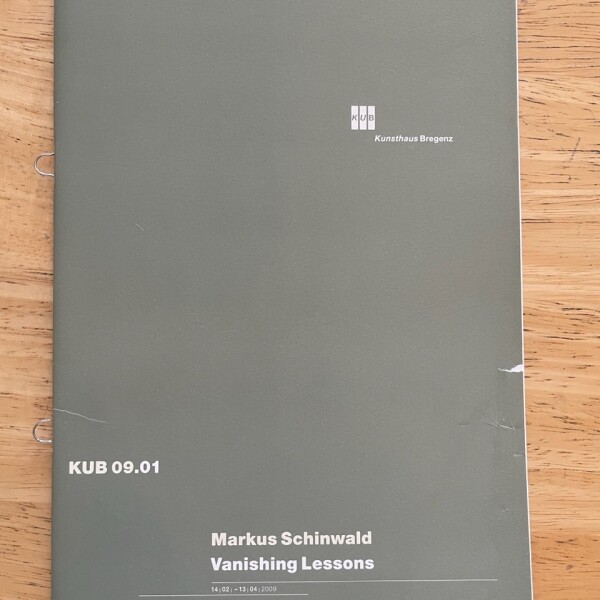 KUB
Kunsthaus Bregenz
KUB 09.01
Markus Schinwald
Vanishing Lessons
14|02| – 13|04|2009